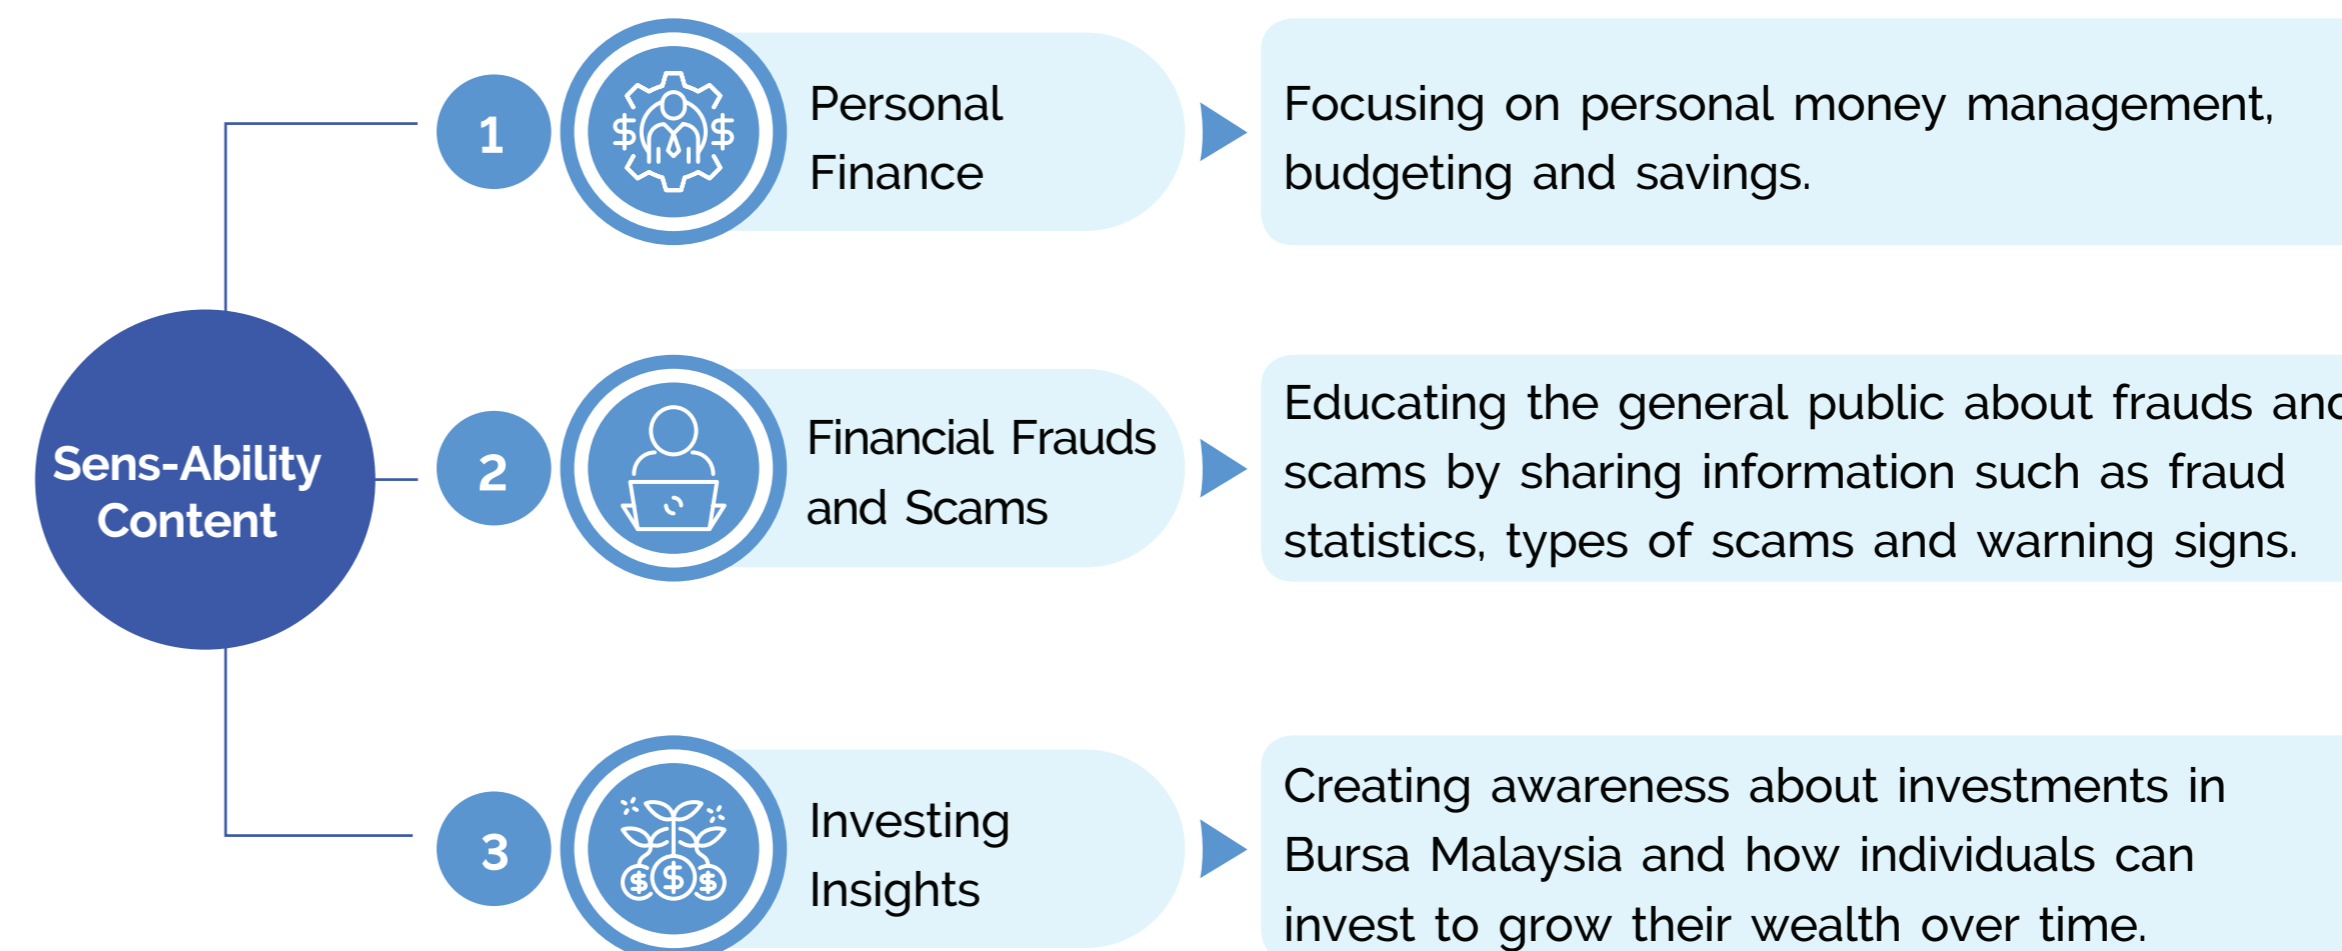 Sens-Ability
Content
1
Personal
Finance
Focusing on personal money management,
budgeting and savings.
2
Financial Frauds
and Scams
Educating the general public about frauds and
scams by sharing information such as fraud
statistics, types of scams and warning signs.
3
Investing
Insights
Creating awareness about investments in
Bursa Malaysia and how individuals can
invest to grow their wealth over time.